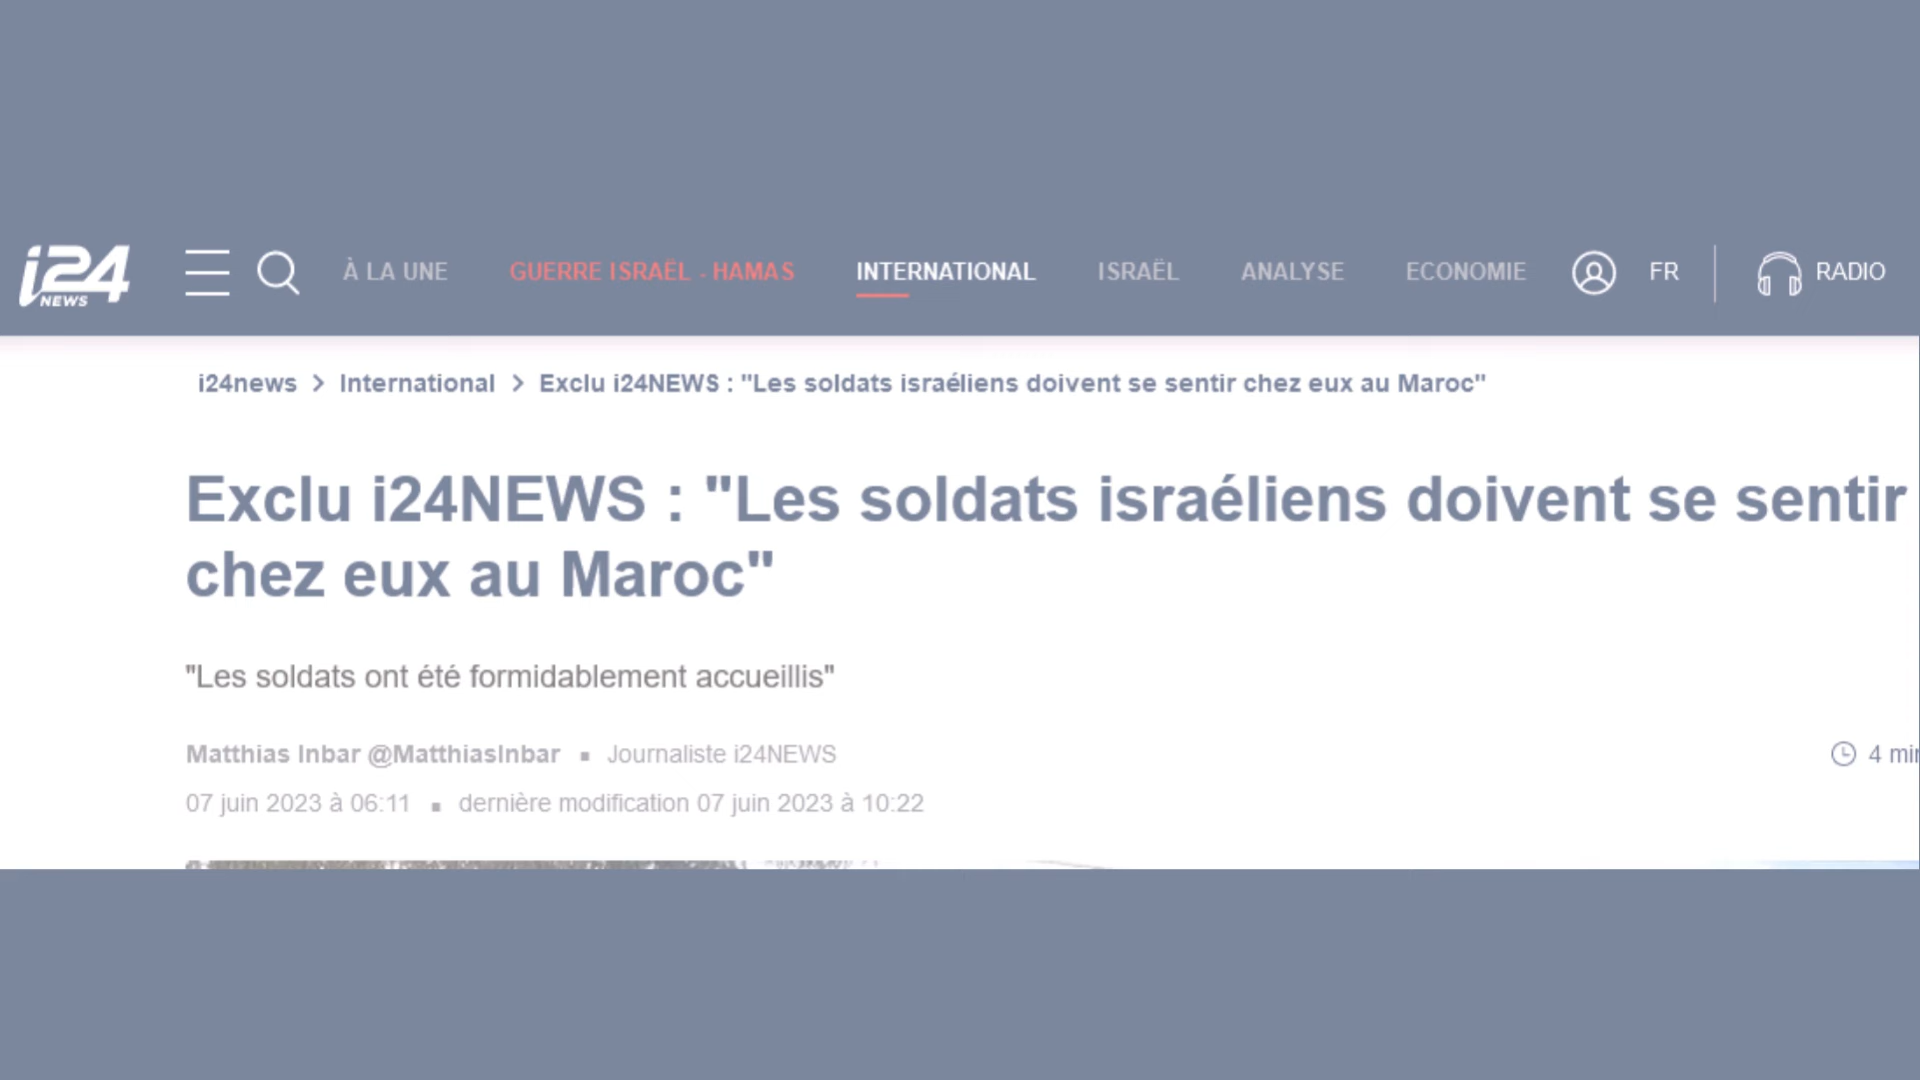 i24 NEWS À LA UNE GUERRE ISRAËL - HAMAS INTERNATIONAL ISRAËL ANALYSE ECONOMIE FR RADIO
i24news > International > Exclu i24NEWS : "Les soldats israéliens doivent se sentir chez eux au Maroc"
Exclu i24NEWS : "Les soldats israéliens doivent se sentir
chez eux au Maroc"
"Les soldats ont été formidablement accueillis"
Matthias Inbar @MatthiasInbar ▪ Journaliste i24NEWS 4 min
07 juin 2023 à 06:11 ▪ dernière modification 07 juin 2023 à 10:22